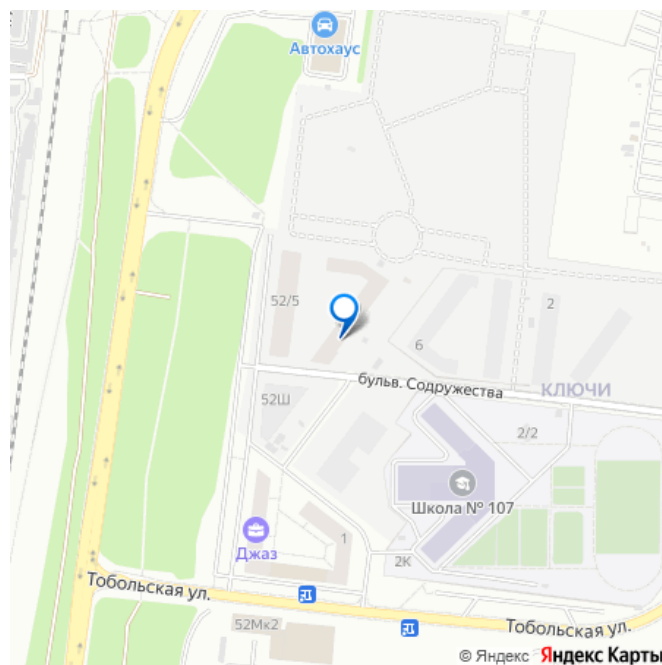 Автохаус
52/5
2
6
бульв. Содружества
КЛЮЧИ
52Ш
2/2
Школа № 107
Джаз
1
2К
Тобольская ул.
Тобольская ул.
52Мк2
© Яндекс Яндекс Карты